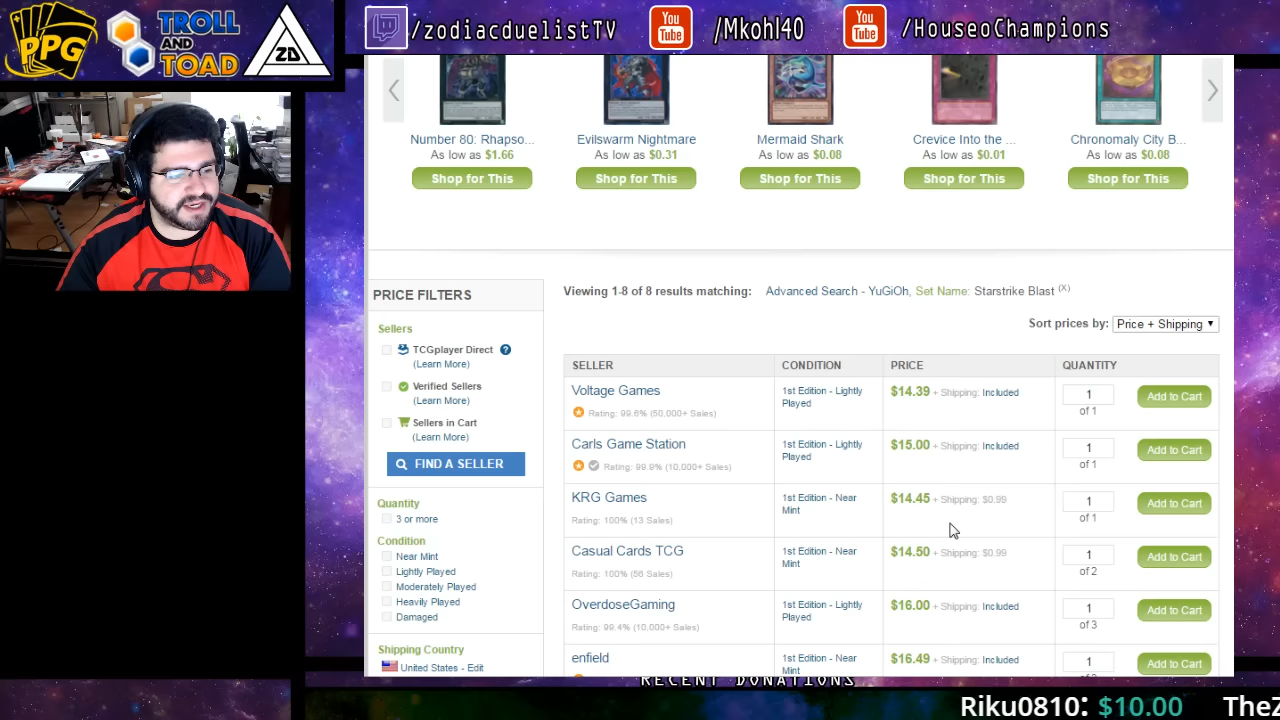 PPG
TROLL
AND
TOAD
ZD
/zodiacduelistTV
You
Tube
/Mkohl40
You
Tube
/HouseoChampions
Number 80: Rhapso...
As low as $1.66
Shop for This
Evilswarm Nightmare
As low as $0.31
Shop for This
Mermaid Shark
As low as $0.08
Shop for This
Crevice Into the ...
As low as $0.01
Shop for This
Chronomaly City B...
As low as $0.08
Shop for This
PRICE FILTERS
Sellers
TCGplayer Direct ?
(Learn More)
Verified Sellers
(Learn More)
Sellers in Cart
(Learn More)
FIND A SELLER
Quantity
3 or more
Condition
Near Mint
Lightly Played
Moderately Played
Heavily Played
Damaged
Shipping Country
United States - Edit
Viewing 1-8 of 8 results matching: Advanced Search - YuGiOh, Set Name: Starstrike Blast (X)
Sort prices by: Price + Shipping
SELLER CONDITION PRICE QUANTITY
Voltage Games
Rating: 99.6% (50,000+ Sales)
1st Edition - Lightly
Played
$14.39 + Shipping: Included
1
of 1
Add to Cart
Carls Game Station
Rating: 99.9% (10,000+ Sales)
1st Edition - Lightly
Played
$15.00 + Shipping: Included
1
of 1
Add to Cart
KRG Games
Rating: 100% (13 Sales)
1st Edition - Near
Mint
$14.45 + Shipping: $0.99
1
of 1
Add to Cart
Casual Cards TCG
Rating: 100% (56 Sales)
1st Edition - Near
Mint
$14.50 + Shipping: $0.99
1
of 2
Add to Cart
OverdoseGaming
Rating: 99.4% (10,000+ Sales)
1st Edition - Lightly
Played
$16.00 + Shipping: Included
1
of 3
Add to Cart
enfield
1st Edition - Near
Mint
$16.49 + Shipping: Included
1
Add to Cart
RECENT DONATIONS
Riku0810: $10.00 TheZ